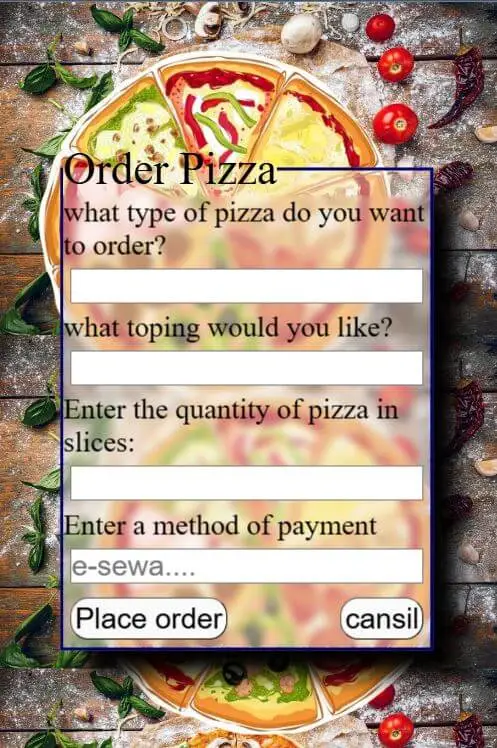 Order Pizza
what type of pizza do you want
to order?
what toping would you like?
Enter the quantity of pizza in
slices:
Enter a method of payment
e-sewa....
Place order
cansil